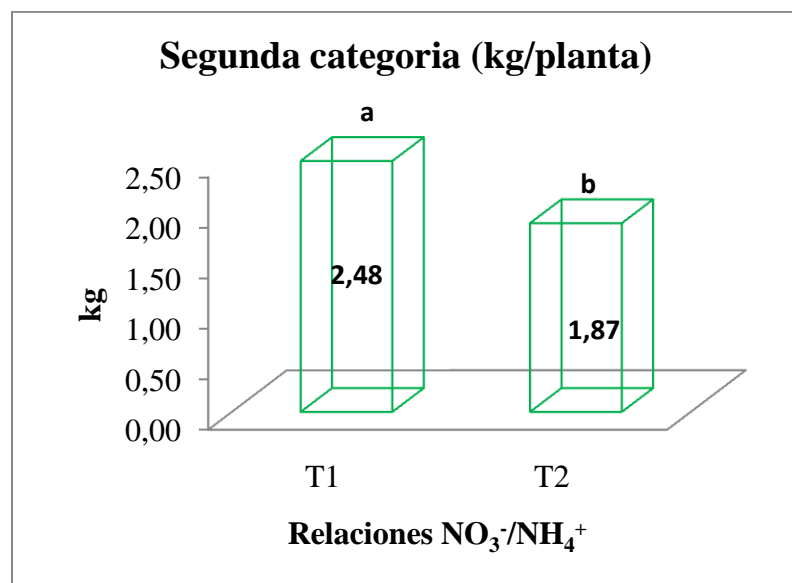 Segunda categoria (kg/planta)
a
b
2,50
2,00
1,50
1,00
0,50
0,00
kg
2,48
1,87
T1
T2
Relaciones NO₃⁻/NH₄⁺